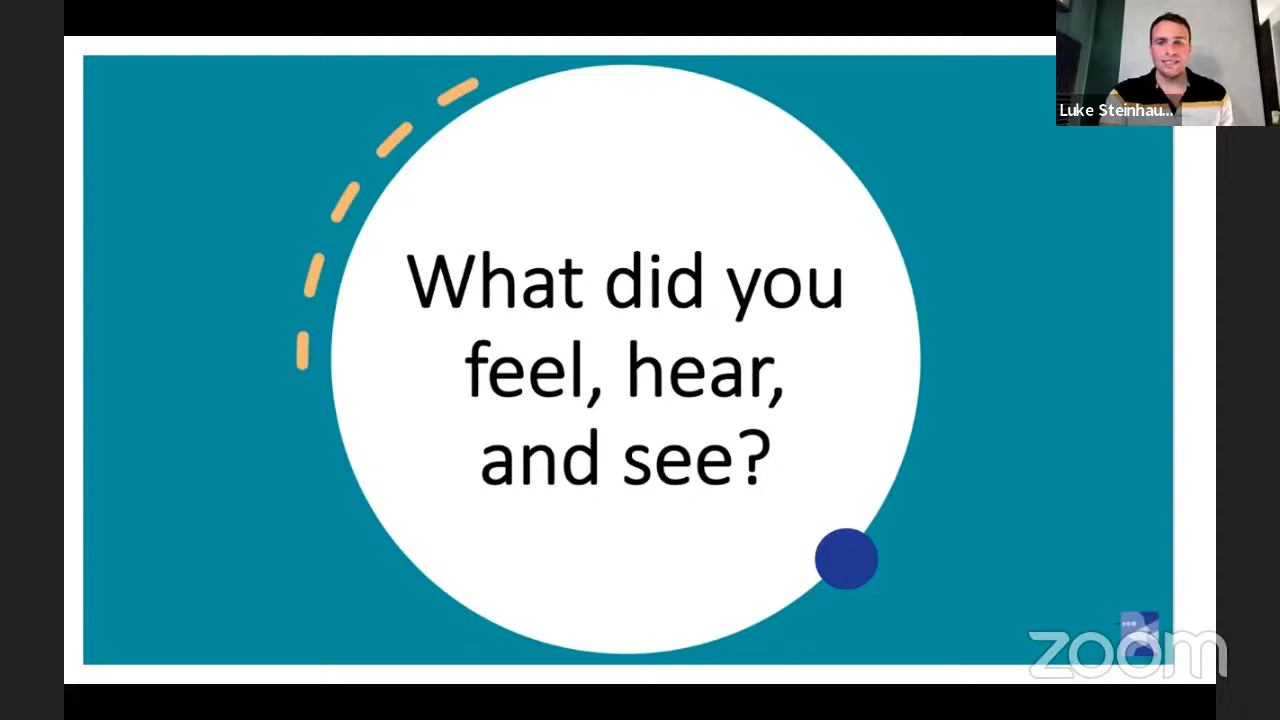 Luke Steinhau...
What did you
feel, hear,
and see?
zoom